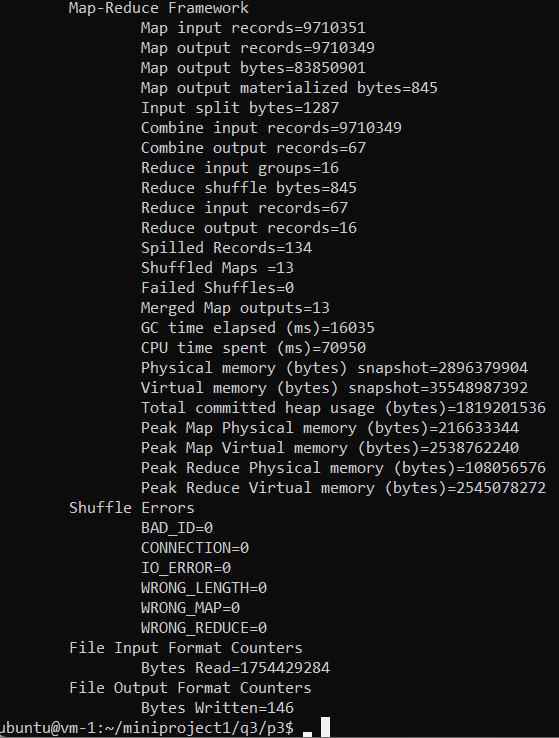 Map-Reduce Framework
Map input records=9710351
Map output records=9710349
Map output bytes=83850901
Map output materialized bytes=845
Input split bytes=1287
Combine input records=9710349
Combine output records=67
Reduce input groups=16
Reduce shuffle bytes=845
Reduce input records=67
Reduce output records=16
Spilled Records=134
Shuffled Maps =13
Failed Shuffles=0
Merged Map outputs=13
GC time elapsed (ms)=16035
CPU time spent (ms)=70950
Physical memory (bytes) snapshot=2896379904
Virtual memory (bytes) snapshot=35548987392
Total committed heap usage (bytes)=1819201536
Peak Map Physical memory (bytes)=216633344
Peak Map Virtual memory (bytes)=2538762240
Peak Reduce Physical memory (bytes)=108056576
Peak Reduce Virtual memory (bytes)=2545078272
Shuffle Errors
BAD_ID=0
CONNECTION=0
IO_ERROR=0
WRONG_LENGTH=0
WRONG_MAP=0
WRONG_REDUCE=0
File Input Format Counters
Bytes Read=1754429284
File Output Format Counters
Bytes Written=146
ubuntu@vm-1:~/miniproject1/q3/p3$ _